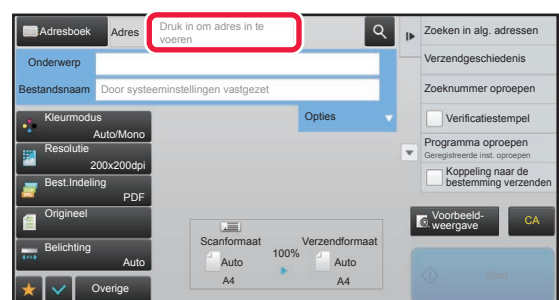 Adresboek
Adres
Druk in om adres in te
voeren
Onderwerp
Bestandsnaam
Door systeeminstellingen vastgezet
Kleurmodus
Auto/Mono
Resolutie
200x200dpi
Best.Indeling
PDF
Origineel
Belichting
Auto
Overige
Opties
Scanformaat
Auto
A4
100%
Verzendformaat
Auto
A4
Zoeken in alg. adressen
Verzendgeschiedenis
Zoeknummer oproepen
Verificatiestempel
Programma oproepen
Geregistreerde inst. oproepen
Koppeling naar de
bestemming verzenden
Voorbeeld-
weergave
CA
Start